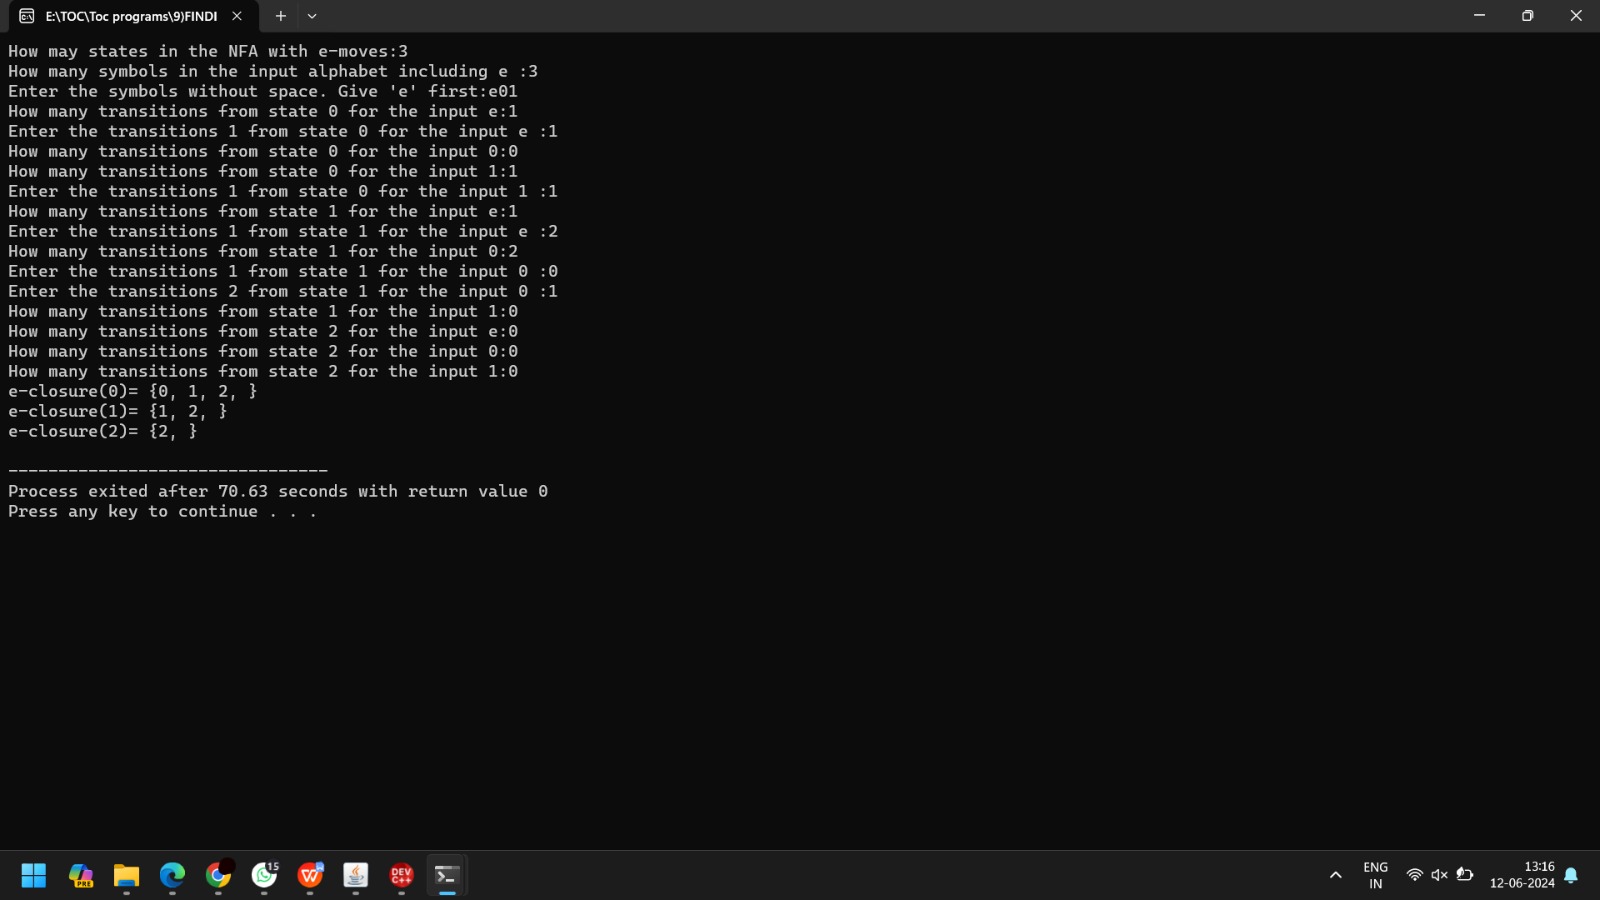 E:\TOC\Toc programs\9)FINDI
How may states in the NFA with e-moves:3
How many symbols in the input alphabet including e :3
Enter the symbols without space. Give 'e' first:e01
How many transitions from state 0 for the input e:1
Enter the transitions 1 from state 0 for the input e :1
How many transitions from state 0 for the input 0:0
How many transitions from state 0 for the input 1:1
Enter the transitions 1 from state 0 for the input 1 :1
How many transitions from state 1 for the input e:1
Enter the transitions 1 from state 1 for the input e :2
How many transitions from state 1 for the input 0:2
Enter the transitions 1 from state 1 for the input 0 :0
Enter the transitions 2 from state 1 for the input 0 :1
How many transitions from state 1 for the input 1:0
How many transitions from state 2 for the input e:0
How many transitions from state 2 for the input 0:0
How many transitions from state 2 for the input 1:0
e-closure(0)= {0, 1, 2, }
e-closure(1)= {1, 2, }
e-closure(2)= {2, }
--------------------------------
Process exited after 70.63 seconds with return value 0
Press any key to continue . . .
PRE
15
W
DEV
C++
ENG
IN
13:16
12-06-2024